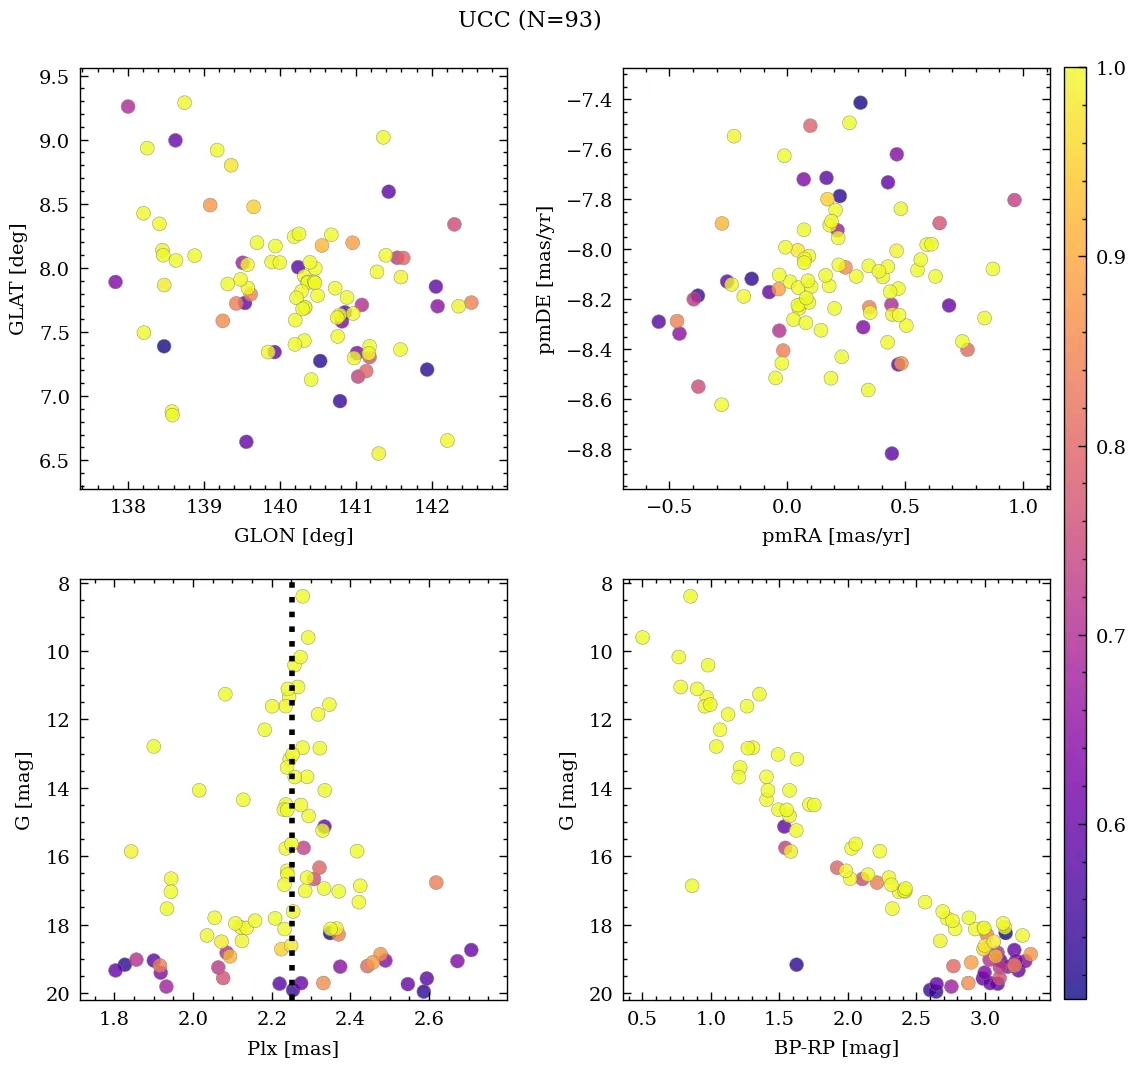 UCC (N=93)
9.5
9.0
8.5
8.0
7.5
7.0
6.5
GLAT [deg]
138 139 140 141 142
GLON [deg]
−7.4
−7.6
−7.8
−8.0
−8.2
−8.4
−8.6
−8.8
pmDE [mas/yr]
−0.5 0.0 0.5 1.0
pmRA [mas/yr]
1.0
0.9
0.8
0.7
0.6
8
10
12
14
16
18
20
G [mag]
1.8 2.0 2.2 2.4 2.6
Plx [mas]
8
10
12
14
16
18
20
G [mag]
0.5 1.0 1.5 2.0 2.5 3.0
BP-RP [mag]